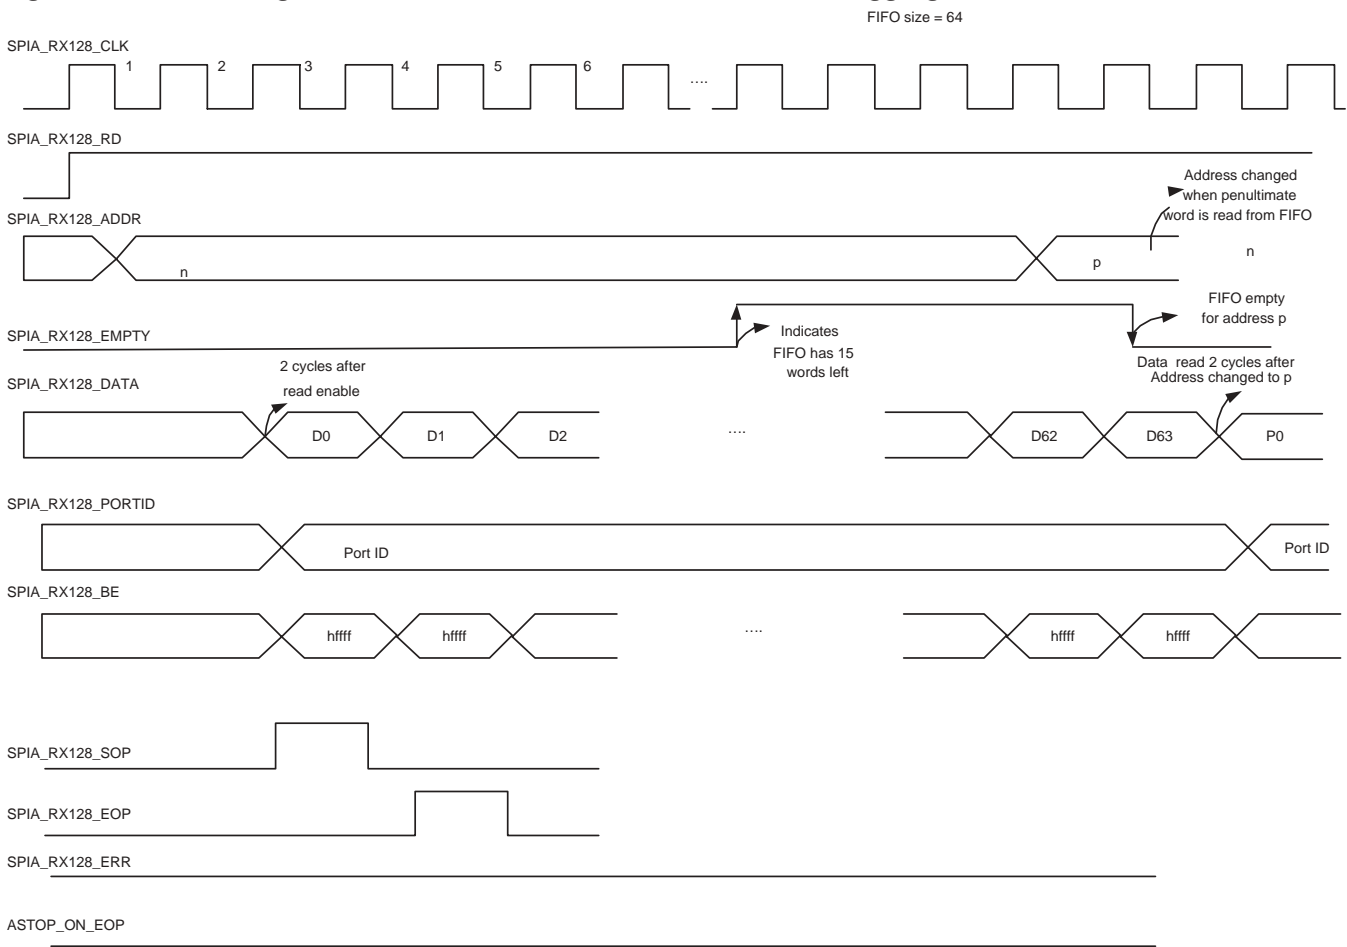 FIFO size = 64
SPIA_RX128_CLK
1 2 3 4 5 6 ....
SPIA_RX128_RD
Address changed
when penultimate
word is read from FIFO
SPIA_RX128_ADDR
n p n
FIFO empty
for address p
SPIA_RX128_EMPTY
Indicates
FIFO has 15
words left
2 cycles after
read enable
Data read 2 cycles after
Address changed to p
SPIA_RX128_DATA
D0 D1 D2 .... D62 D63 P0
SPIA_RX128_PORTID
Port ID Port ID
SPIA_RX128_BE
hffff hffff .... hffff hffff
SPIA_RX128_SOP
SPIA_RX128_EOP
SPIA_RX128_ERR
ASTOP_ON_EOP